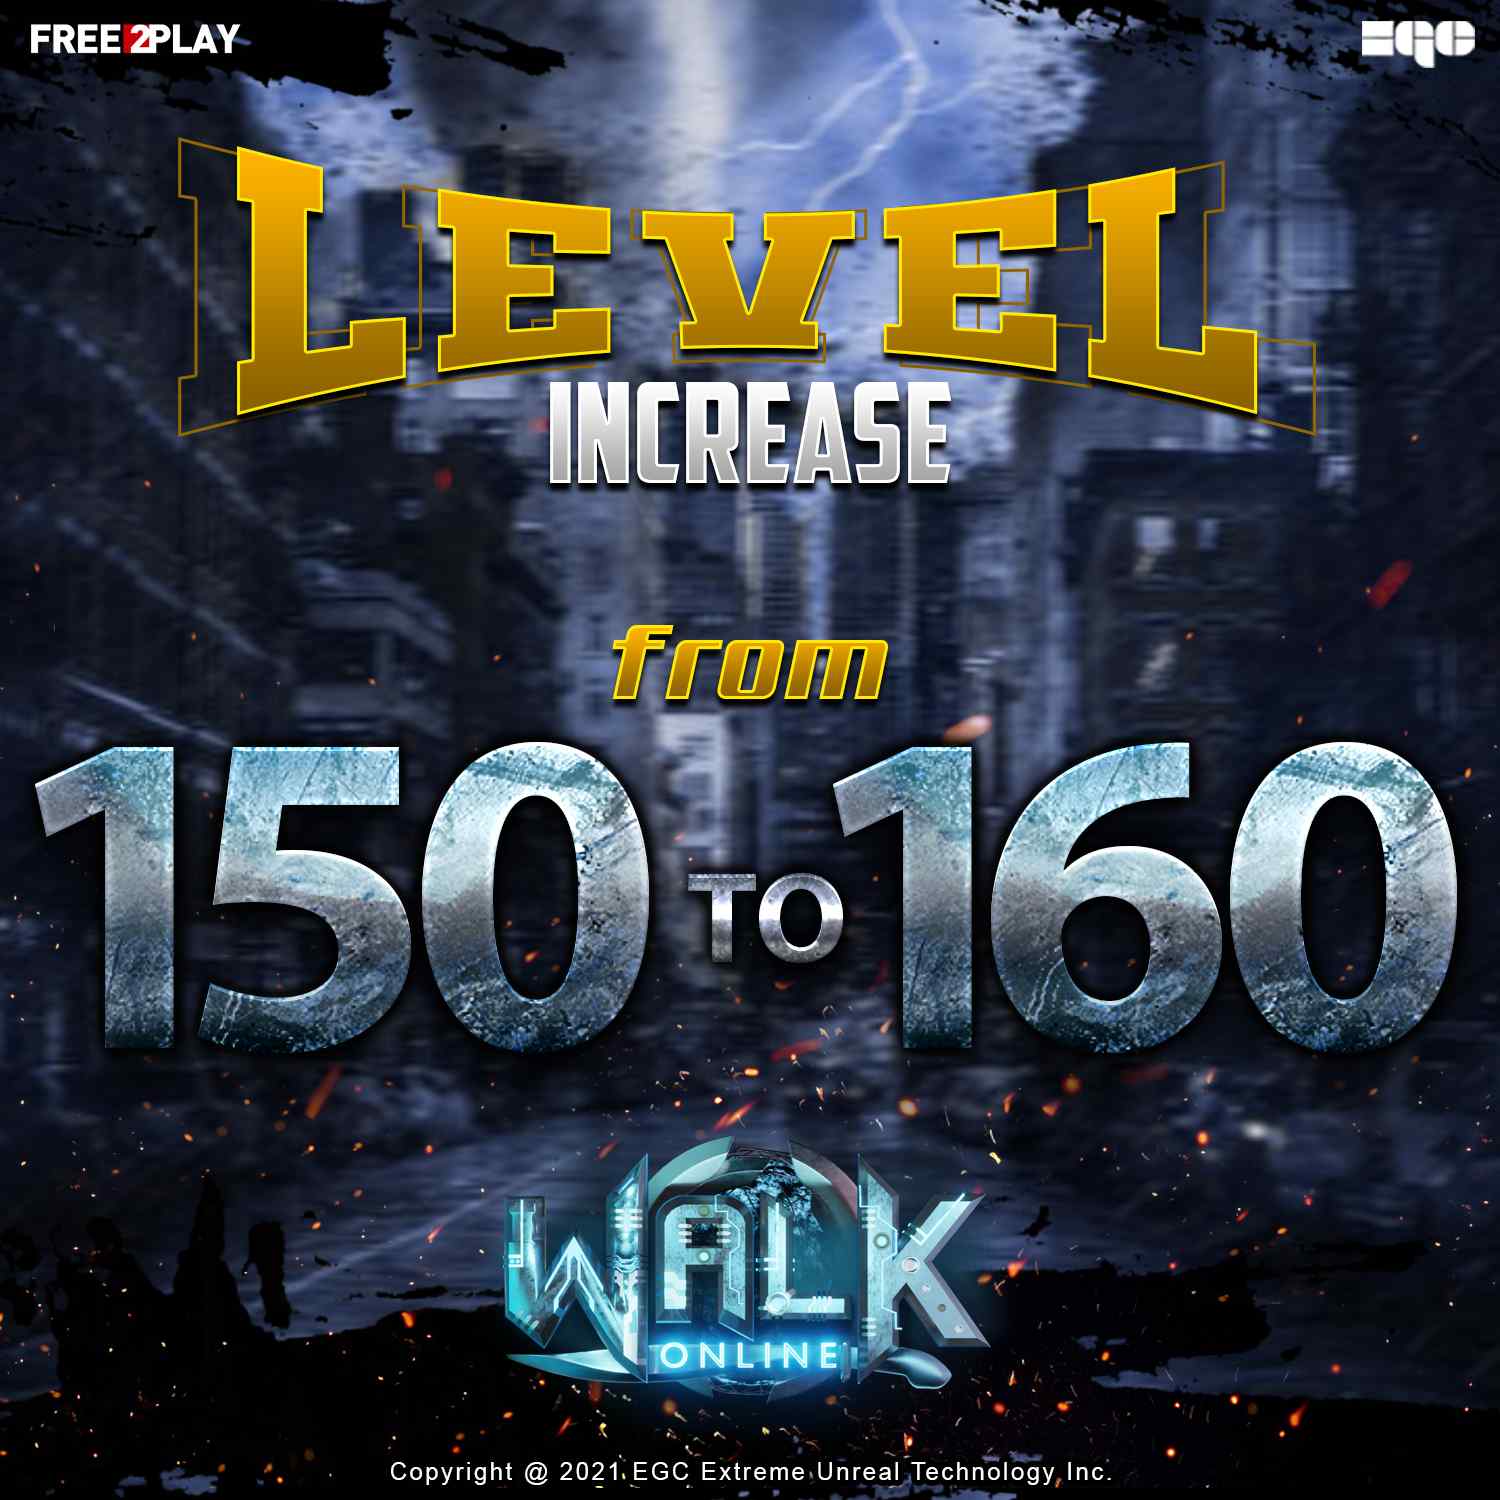 FREE2PLAY
EGC
LEVEL
INCREASE
from
150 TO 160
WALK
ONLINE
Copyright @ 2021 EGC Extreme Unreal Technology Inc.